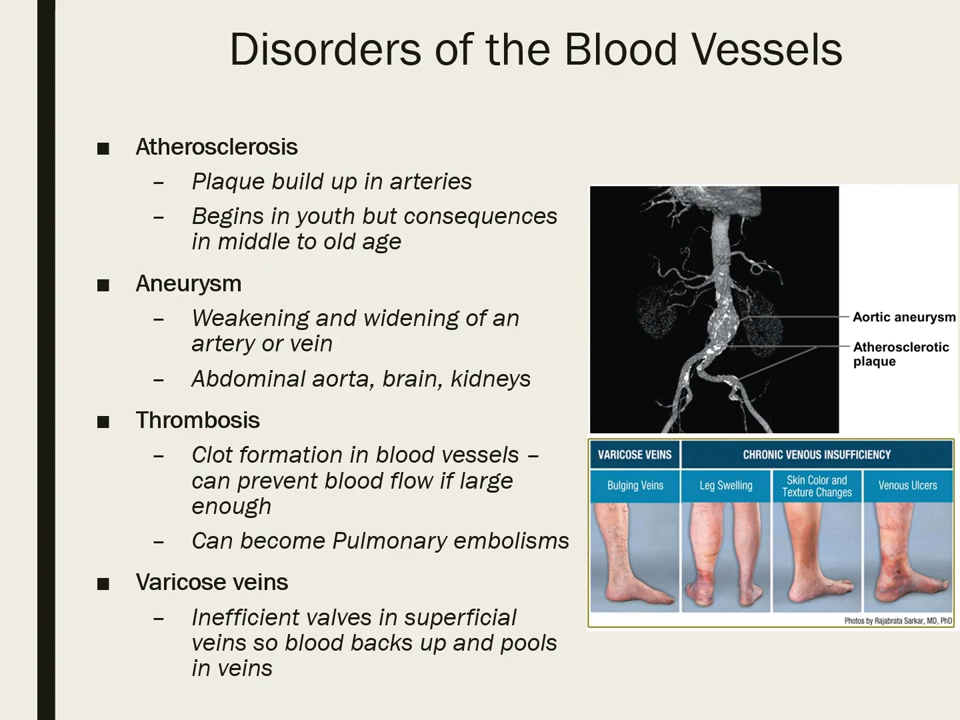 Disorders of the Blood Vessels
■ Atherosclerosis
– Plaque build up in arteries
– Begins in youth but consequences
in middle to old age
■ Aneurysm
– Weakening and widening of an
artery or vein
– Abdominal aorta, brain, kidneys
■ Thrombosis
– Clot formation in blood vessels –
can prevent blood flow if large
enough
– Can become Pulmonary embolisms
■ Varicose veins
– Inefficient valves in superficial
veins so blood backs up and pools
in veins
Aortic aneurysm
Atherosclerotic
plaque
VARICOSE VEINS
CHRONIC VENOUS INSUFFICIENCY
Bulging Veins
Leg Swelling
Skin Color and
Texture Changes
Venous Ulcers
Photos by Rajabrata Sarkar, MD, PhD